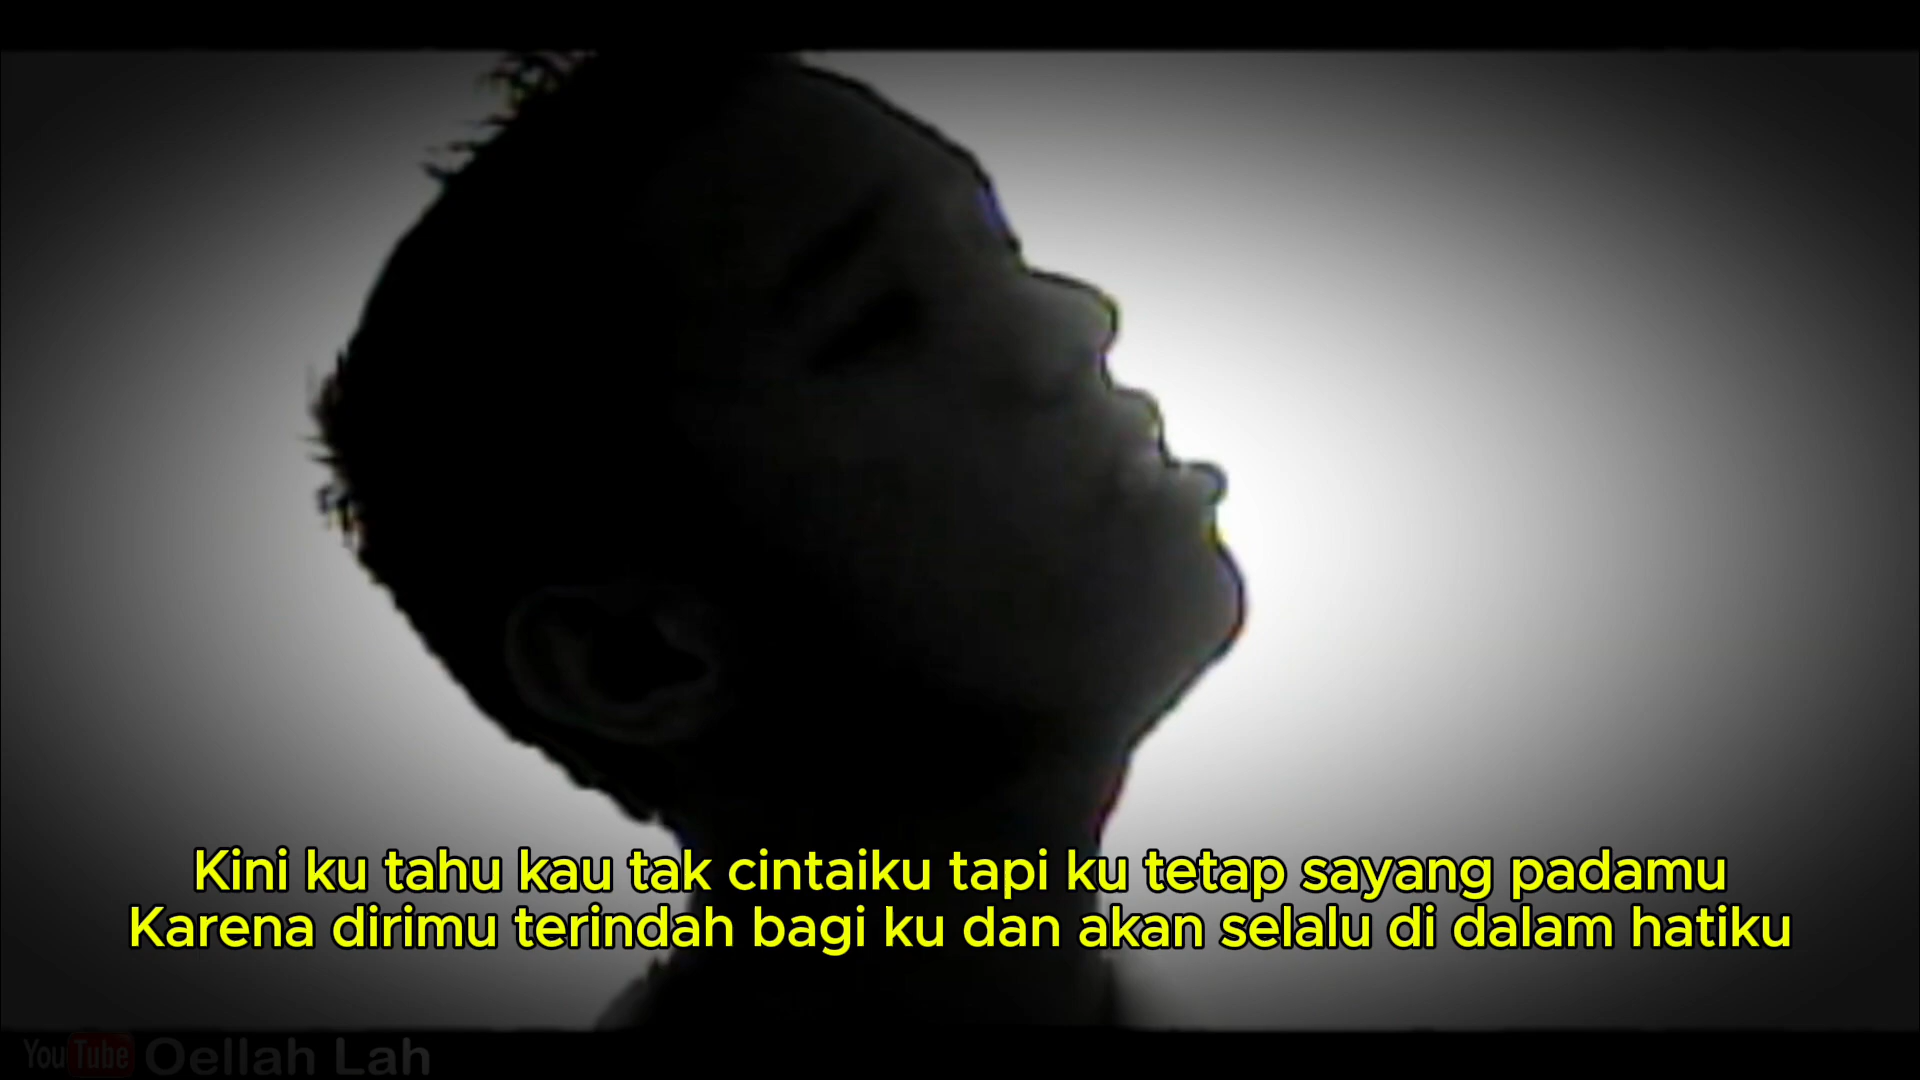 Kini ku tahu kau tak cintaiku tapi ku tetap sayang padamu
Karena dirimu terindah bagi ku dan akan selalu di dalam hatiku
YouTube Oellah Lah